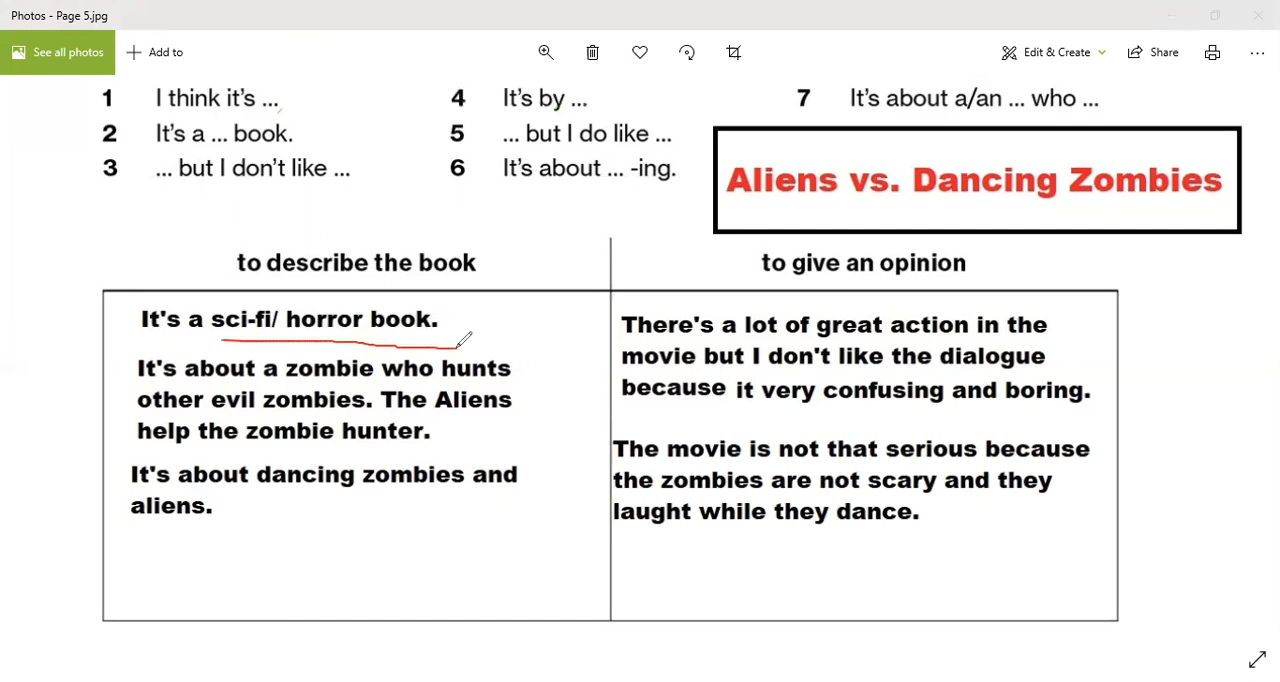 Photos - Page 5.jpg
See all photos
Add to
Edit & Create
Share
1 I think it's ...
2 It's a ... book.
3 ... but I don't like ...
4 It's by ...
5 ... but I do like ...
6 It's about ... -ing.
7 It's about a/an ... who ...
Aliens vs. Dancing Zombies
to describe the book
It's a sci-fi/ horror book.
It's about a zombie who hunts
other evil zombies. The Aliens
help the zombie hunter.
It's about dancing zombies and
aliens.
to give an opinion
There's a lot of great action in the
movie but I don't like the dialogue
because it very confusing and boring.
The movie is not that serious because
the zombies are not scary and they
laught while they dance.